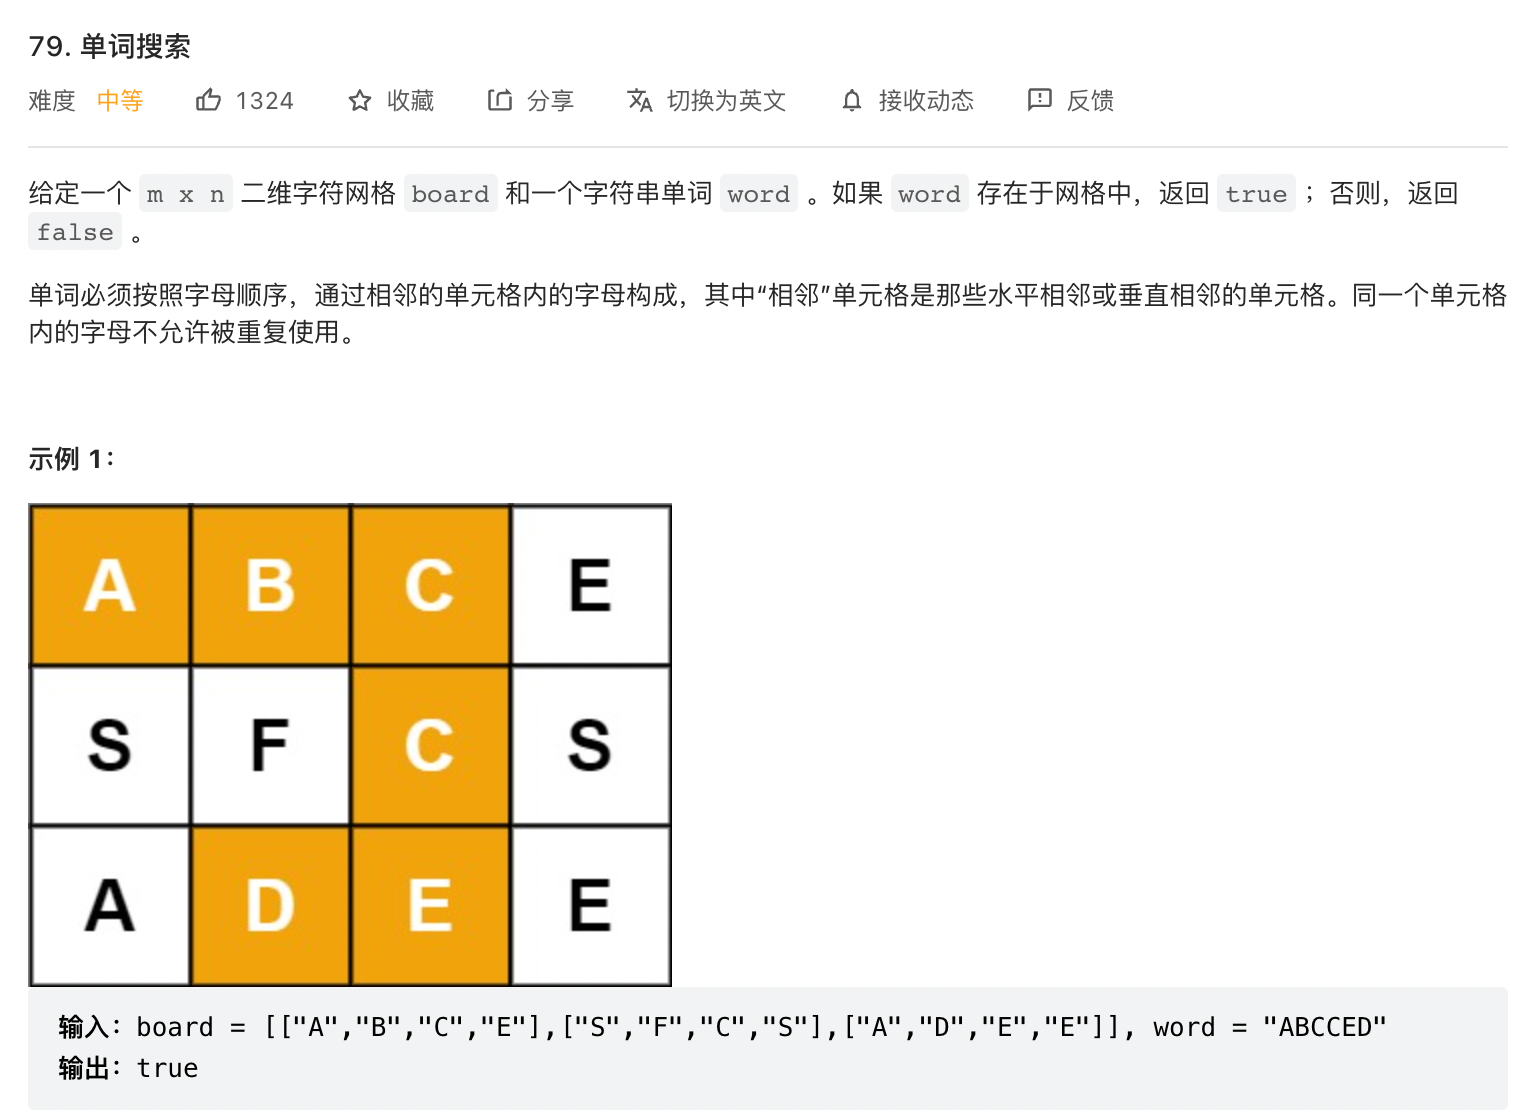 79. 单词搜索
难度 中等 1324 收藏 分享 切换为英文 接收动态 反馈
给定一个 m x n 二维字符网格 board 和一个字符串单词 word 。如果 word 存在于网格中，返回 true ；否则，返回
false 。
单词必须按照字母顺序，通过相邻的单元格内的字母构成，其中“相邻”单元格是那些水平相邻或垂直相邻的单元格。同一个单元格
内的字母不允许被重复使用。
示例 1：
A B C E
S F C S
A D E E
输入：board = [["A","B","C","E"],["S","F","C","S"],["A","D","E","E"]], word = "ABCCED"
输出：true